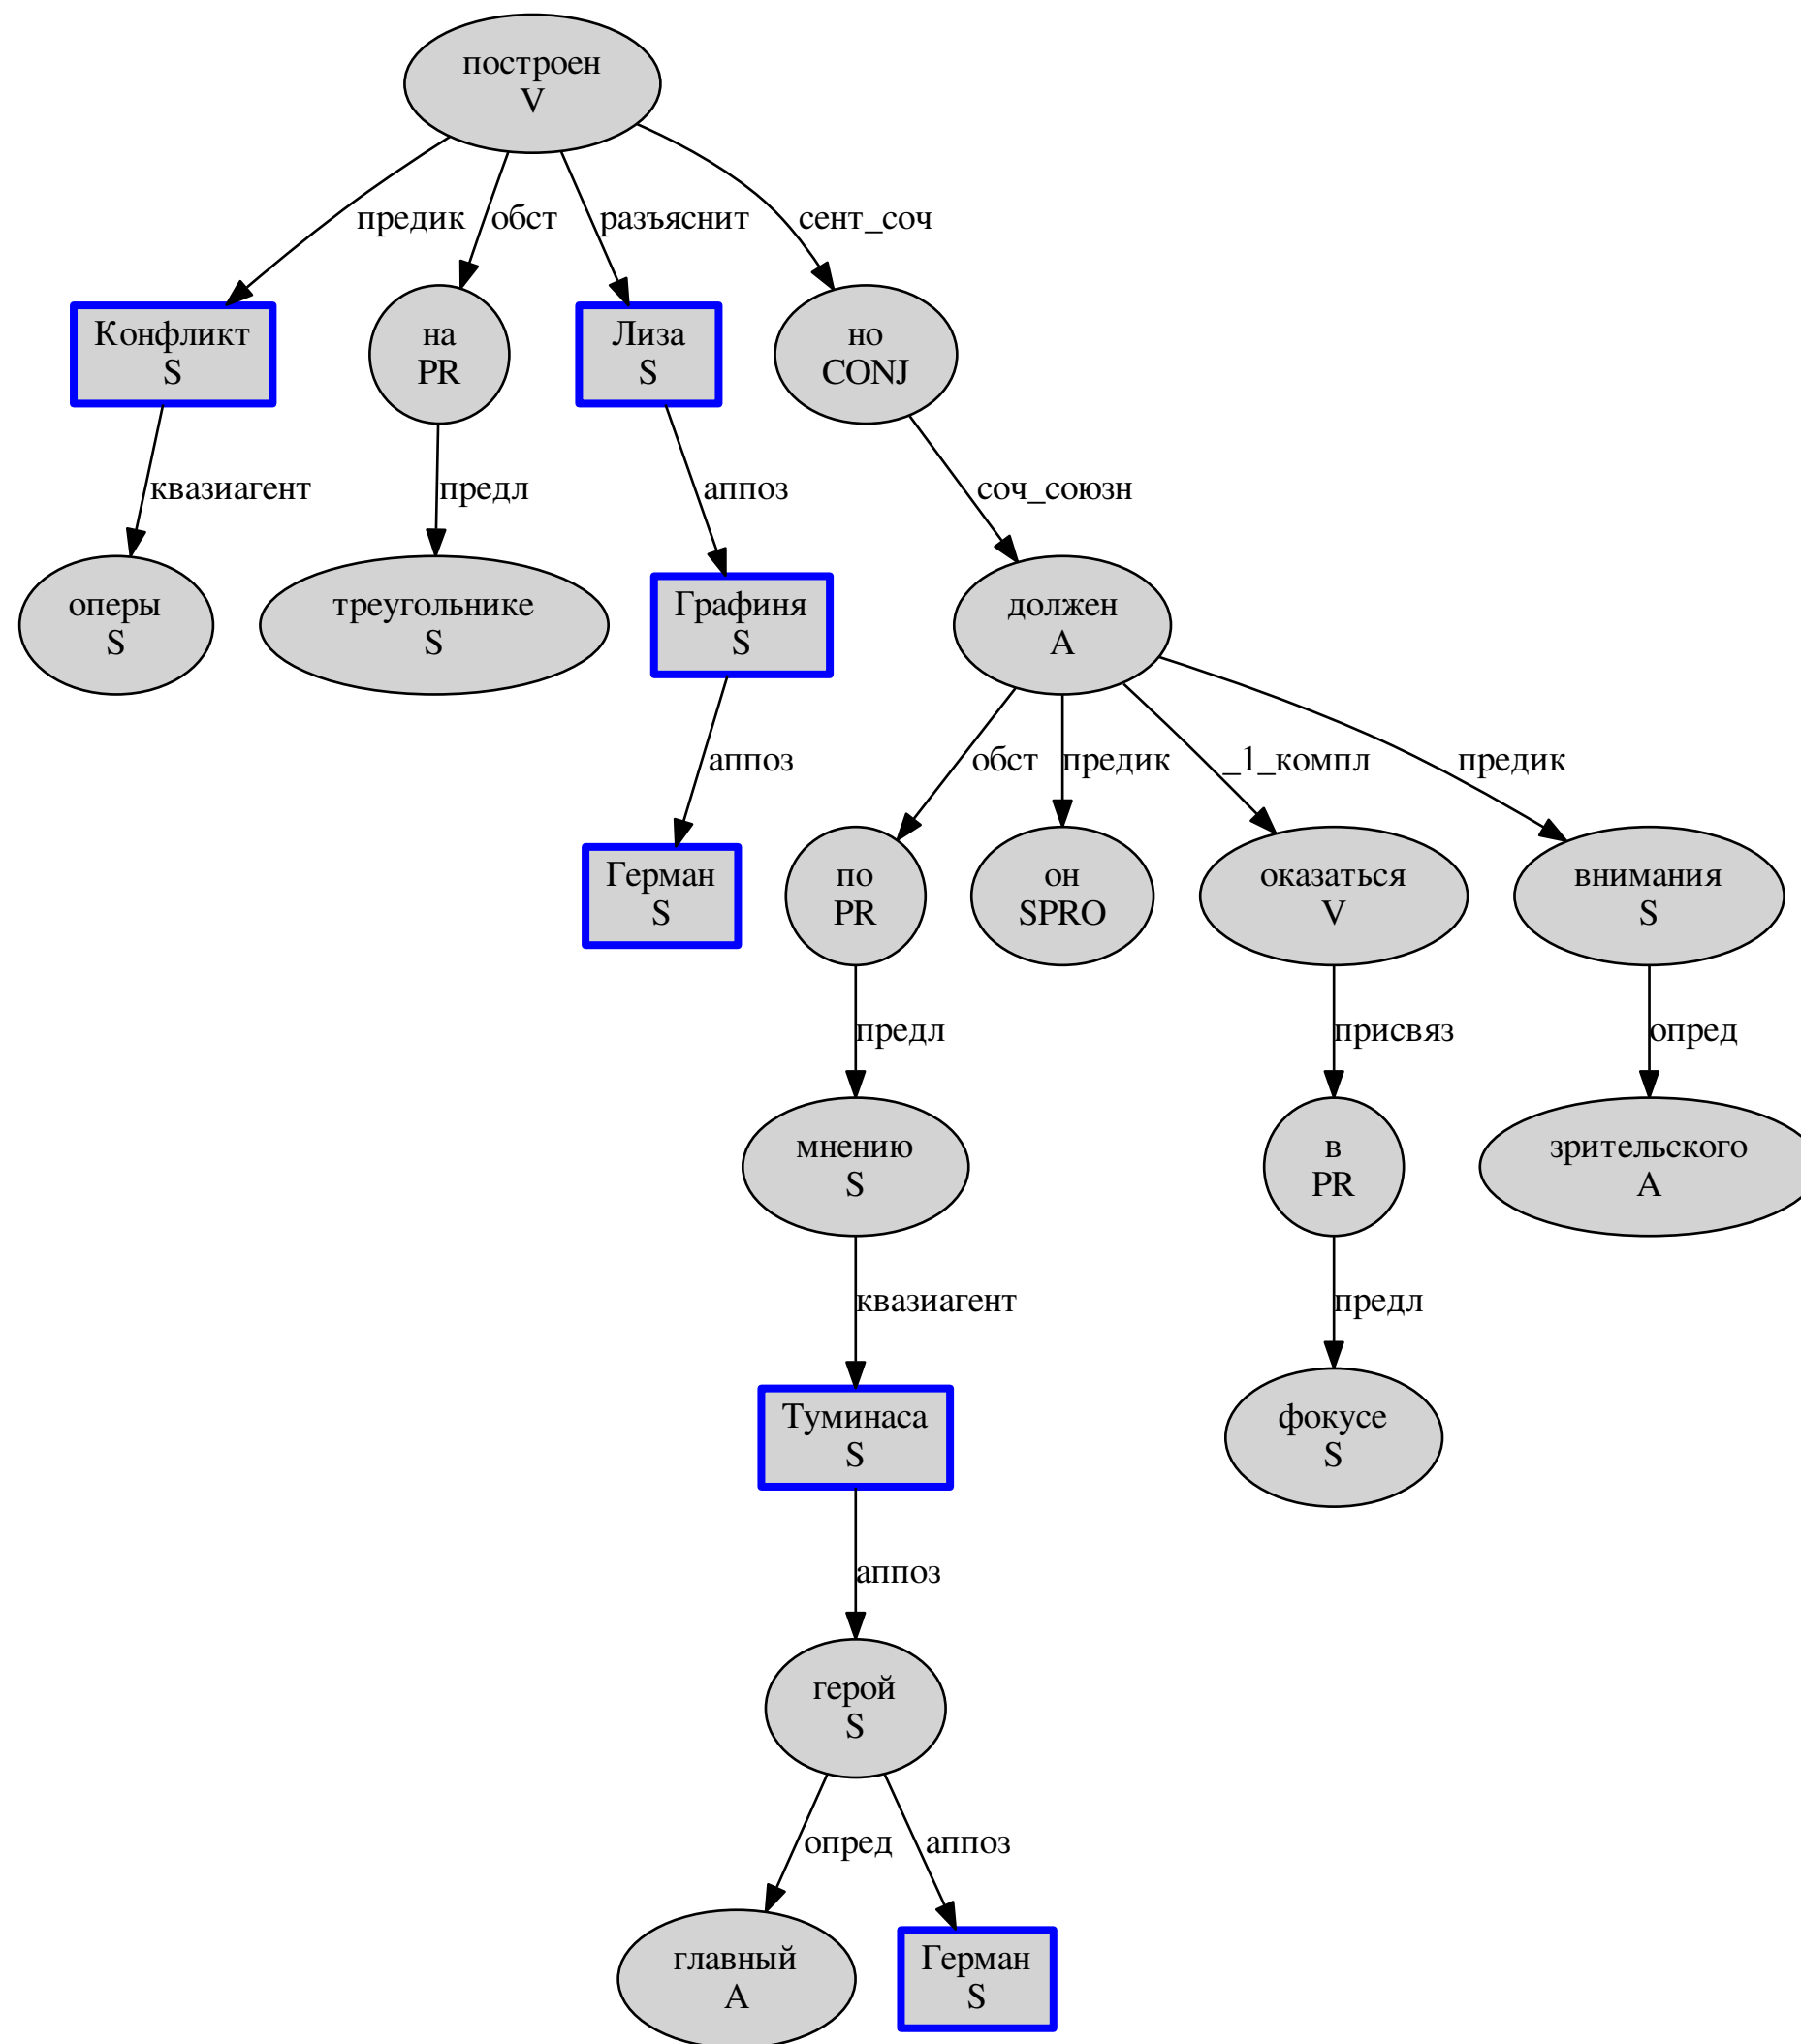 построен
V
предик
обст
разъяснит
сент_соч
Конфликт
S
на
PR
Лиза
S
но
CONJ
квазиагент
предл
аппоз
соч_союзн
оперы
S
треугольнике
S
Графиня
S
должен
A
аппоз
обст
предик
_1_компл
предик
Герман
S
по
PR
он
SPRO
оказаться
V
внимания
S
предл
присвяз
опред
мнению
S
в
PR
зрительского
A
квазиагент
предл
Туминаса
S
фокусе
S
аппоз
герой
S
опред
аппоз
главный
A
Герман
S